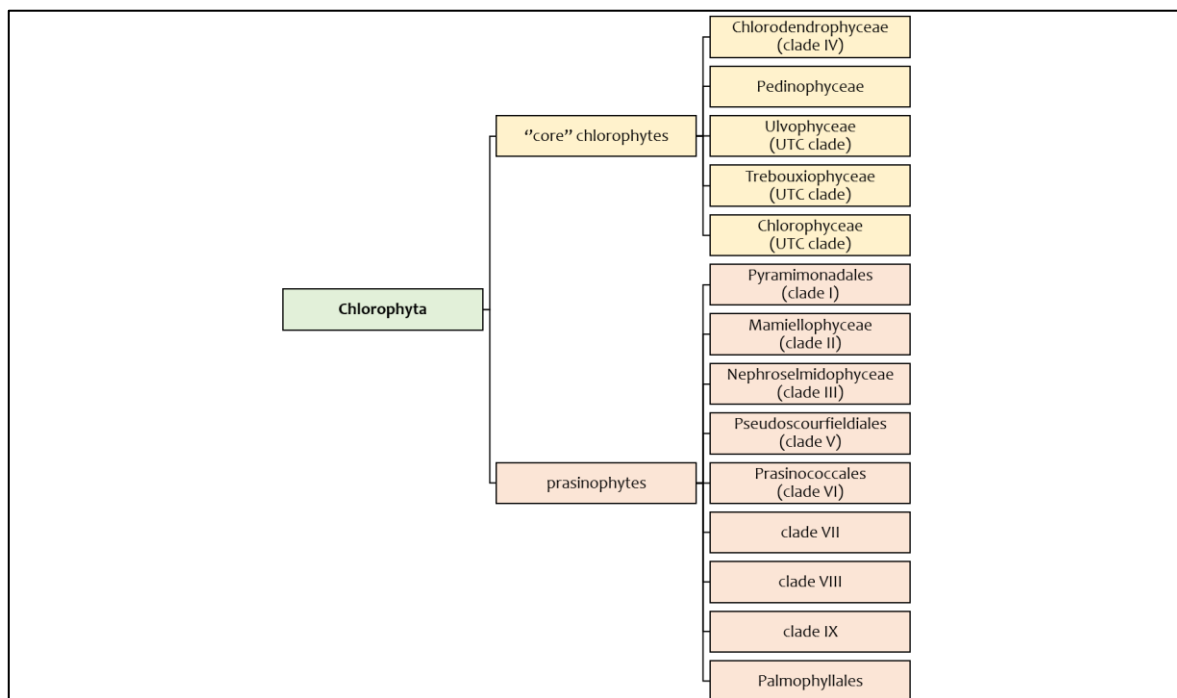 Chlorodendrophyceae
(clade IV)
Pedinophyceae
‘’core’’ chlorophytes
Ulvophyceae
(UTC clade)
Trebouxiophyceae
(UTC clade)
Chlorophyceae
(UTC clade)
Chlorophyta
Pyramimonadales
(clade I)
Mamiellophyceae
(clade II)
Nephroselmidophyceae
(clade III)
Pseudoscourfieldiales
(clade V)
prasinophytes
Prasinococcales
(clade VI)
clade VII
clade VIII
clade IX
Palmophyllales